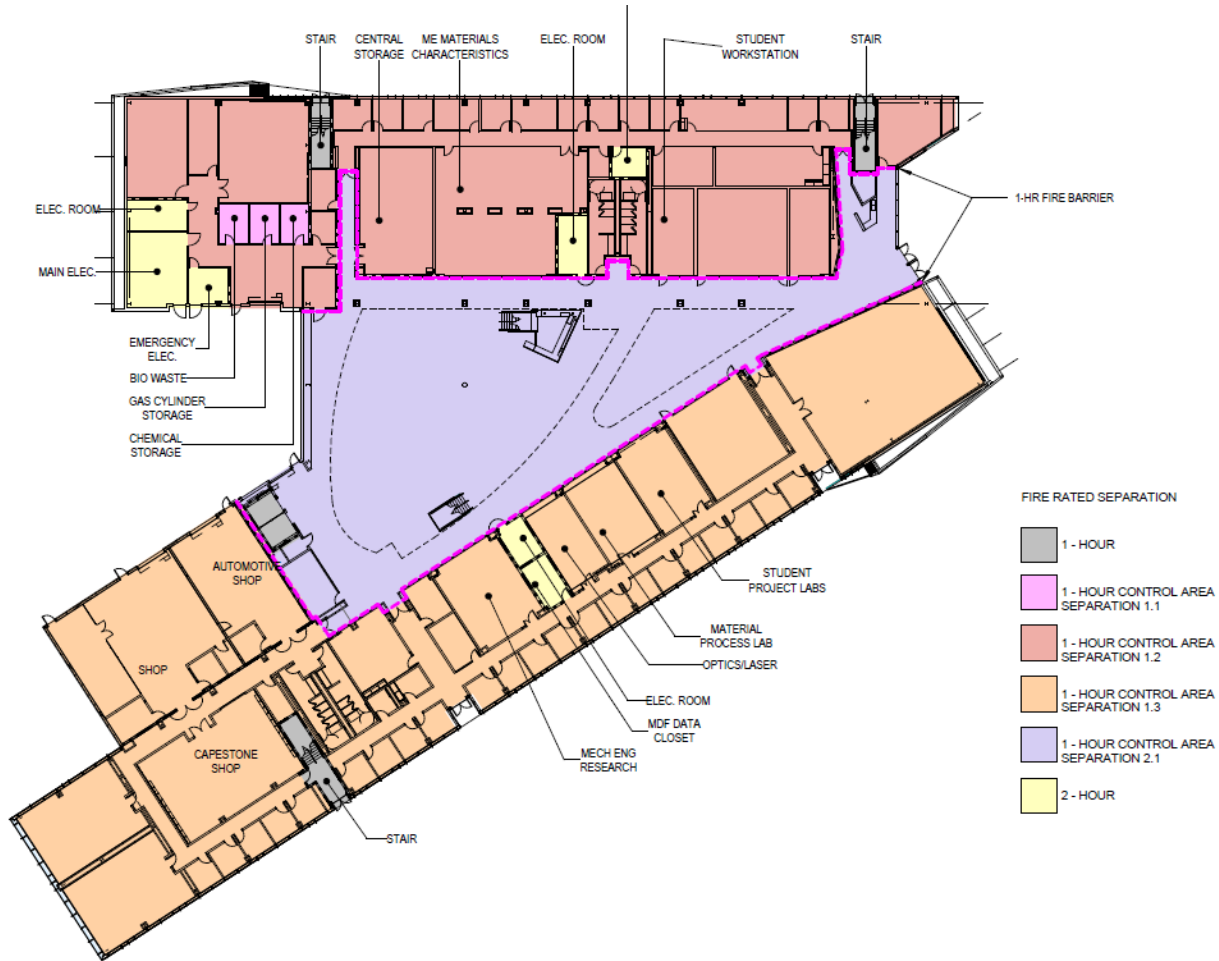 STAIR
CENTRAL
STORAGE
ME MATERIALS
CHARACTERISTICS
ELEC. ROOM
STUDENT
WORKSTATION
STAIR
1-HR FIRE BARRIER
ELEC. ROOM
MAIN ELEC.
EMERGENCY
ELEC.
BIO WASTE
GAS CYLINDER
STORAGE
CHEMICAL
STORAGE
AUTOMOTIVE
SHOP
SHOP
CAPESTONE
SHOP
STUDENT
PROJECT LABS
MATERIAL
PROCESS LAB
OPTICS/LASER
ELEC. ROOM
MDF DATA
CLOSET
MECH ENG
RESEARCH
STAIR
FIRE RATED SEPARATION
1 - HOUR
1 - HOUR CONTROL AREA
SEPARATION 1.1
1 - HOUR CONTROL AREA
SEPARATION 1.2
1 - HOUR CONTROL AREA
SEPARATION 1.3
1 - HOUR CONTROL AREA
SEPARATION 2.1
2 - HOUR